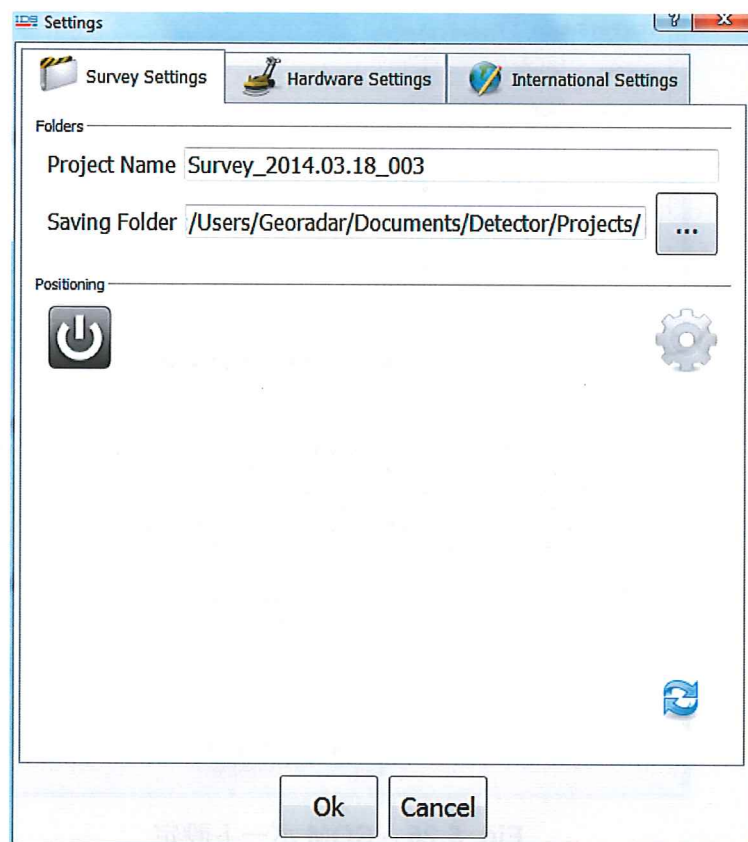 IDS Settings
Survey Settings
Hardware Settings
International Settings
Folders
Project Name Survey_2014.03.18_003
Saving Folder /Users/Georadar/Documents/Detector/Projects/ ...
Positioning
Ok Cancel